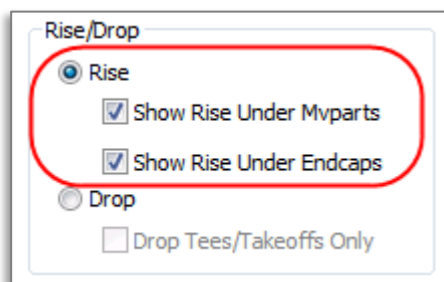 Rise/Drop
Rise
Show Rise Under Mvparts
Show Rise Under Endcaps
Drop
Drop Tees/Takeoffs Only